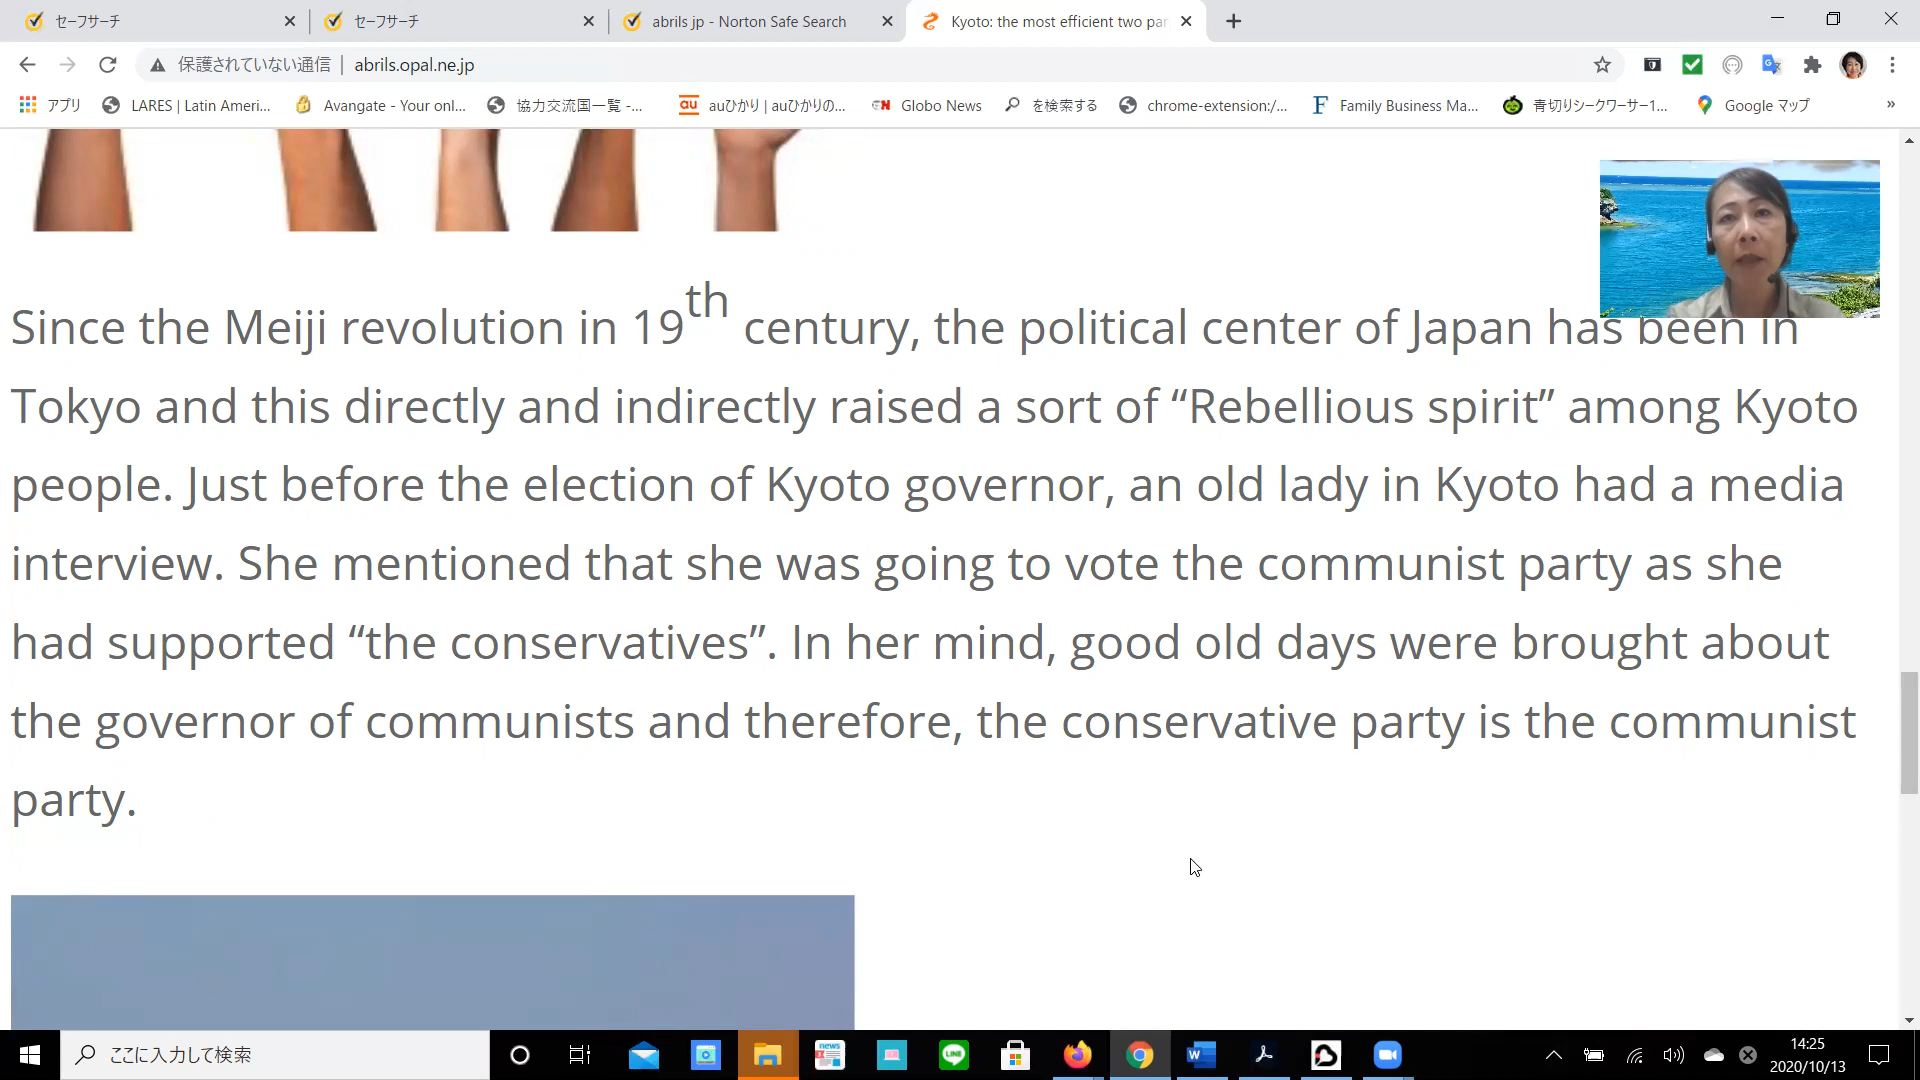 セーフサーチ
セーフサーチ
abrils jp - Norton Safe Search
Kyoto: the most efficient two par
保護されていない通信
abrils.opal.ne.jp
アプリ
LARES | Latin Ameri...
Avangate - Your onl...
協力交流国一覧 -...
au
auひかり | auひかりの...
Globo News
を検索する
chrome-extension:/...
F
Family Business Ma...
青切りシークワーサー1...
Google マップ
»
Since the Meiji revolution in 19th century, the political center of Japan has been in
Tokyo and this directly and indirectly raised a sort of “Rebellious spirit” among Kyoto
people. Just before the election of Kyoto governor, an old lady in Kyoto had a media
interview. She mentioned that she was going to vote the communist party as she
had supported “the conservatives”. In her mind, good old days were brought about
the governor of communists and therefore, the conservative party is the communist
party.
ここに入力して検索
news
LINE
W
14:25
2020/10/13